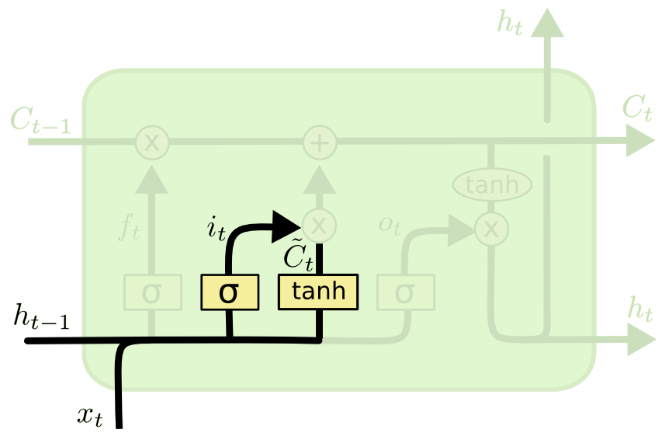 h_t
C_{t-1}
C_t
x
+
tanh
f_t
i_t
x
o_t
x
C̃_t
σ
σ
tanh
σ
h_{t-1}
h_t
x_t